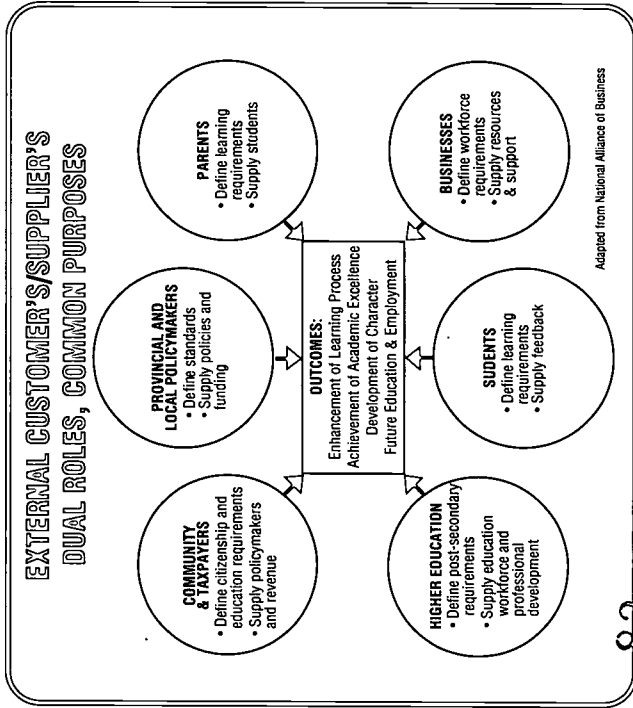 EXTERNAL CUSTOMER'S/SUPPLIER'S
DUAL ROLES, COMMON PURPOSES
COMMUNITY
& TAXPAYERS
• Define citizenship and
education requirements
• Supply policymakers
and revenue
PROVINCIAL AND
LOCAL POLICYMAKERS
• Define standards
• Supply policies and
funding
PARENTS
• Define learning
requirements
• Supply students
OUTCOMES:
Enhancement of Learning Process
Achievement of Academic Excellence
Development of Character
Future Education & Employment
HIGHER EDUCATION
• Define post-secondary
requirements
• Supply education
workforce and
professional
development
SUDENTS
• Define learning
requirements
• Supply feedback
BUSINESSES
• Define workforce
requirements
• Supply resources
& support
Adapted from National Alliance of Business